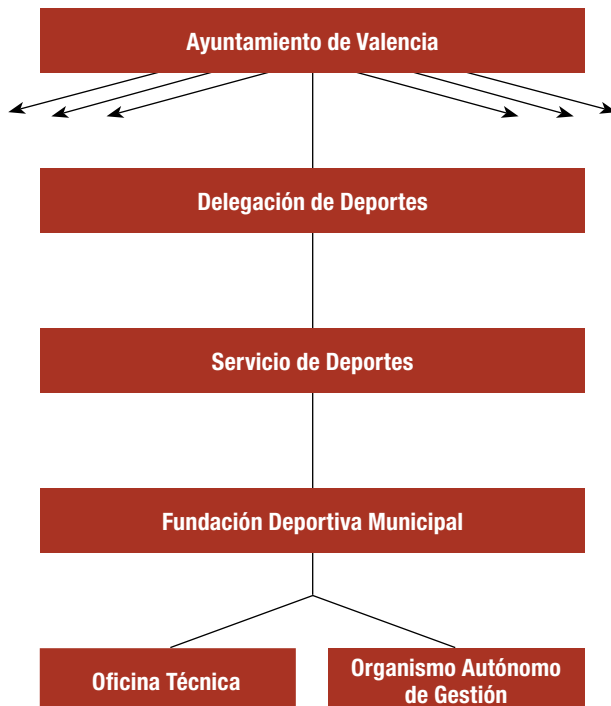 Ayuntamiento de Valencia
Delegación de Deportes
Servicio de Deportes
Fundación Deportiva Municipal
Oficina Técnica
Organismo Autónomo
de Gestión